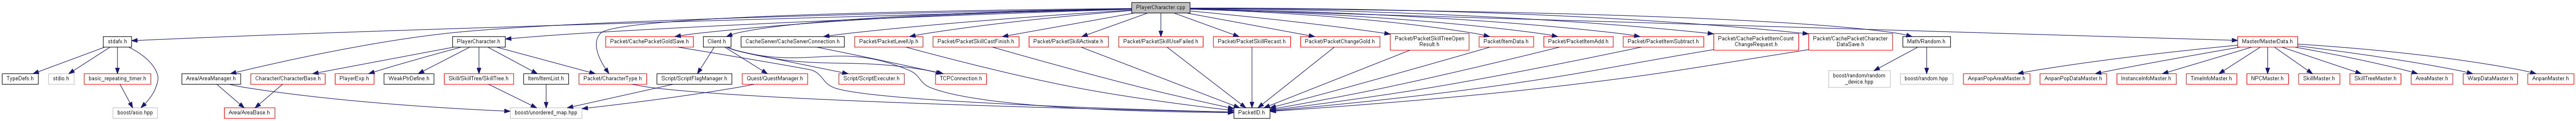 PlayerCharacter.cpp
stdafx.h
PlayerCharacter.h
Packet/CachePacketGoldSave.h
Client.h
CacheServer/CacheServerConnection.h
Packet/PacketLevelUp.h
Packet/PacketSkillCastFinish.h
Packet/PacketSkillActivate.h
Packet/PacketSkillUseFailed.h
Packet/PacketSkillRecast.h
Packet/PacketChangeGold.h
Packet/PacketSkillTreeOpen
Result.h
Packet/ItemData.h
Packet/PacketItemAdd.h
Packet/PacketItemSubtract.h
Packet/CachePacketItemCount
ChangeRequest.h
Packet/CachePacketCharacter
DataSave.h
Math/Random.h
Master/MasterData.h
TypeDefs.h
stdio.h
basic_repeating_timer.h
Area/AreaManager.h
Character/CharacterBase.h
PlayerExp.h
WeakPtrDefine.h
Skill/SkillTree/SkillTree.h
Item/ItemList.h
Packet/CharacterType.h
Script/ScriptFlagManager.h
Quest/QuestManager.h
Script/ScriptExecuter.h
TCPConnection.h
boost/random/random
_device.hpp
boost/random.hpp
AnpanPopAreaMaster.h
AnpanPopDataMaster.h
InstanceInfoMaster.h
TimeInfoMaster.h
NPCMaster.h
SkillMaster.h
SkillTreeMaster.h
AreaMaster.h
WarpDataMaster.h
AnpanMaster.h
boost/asio.hpp
Area/AreaBase.h
boost/unordered_map.hpp
PacketID.h